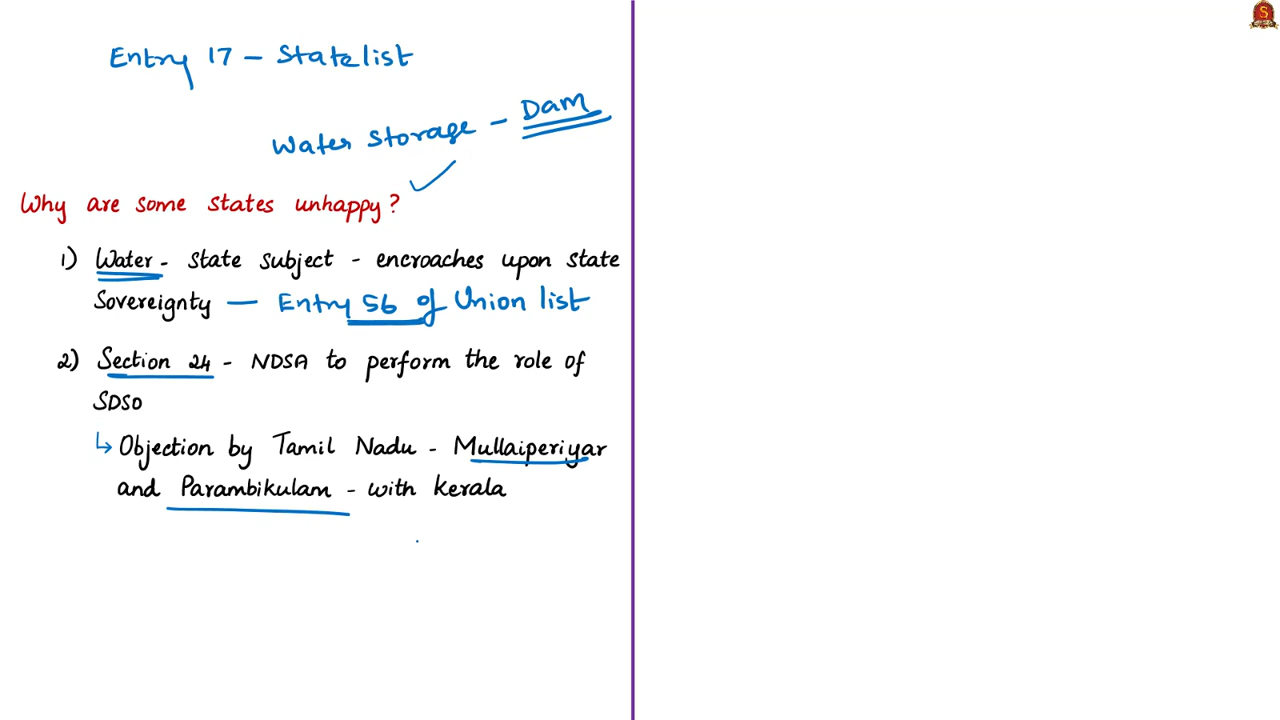 Entry 17 - State list
Water Storage - Dam
Why are some states unhappy?
1) Water - state subject - encroaches upon state
Sovereignty - Entry 56 of Union list
2) Section 24 - NDSA to perform the role of
SDSO
↳ Objection by Tamil Nadu - Mullaiperiyar
and Parambikulam - with Kerala